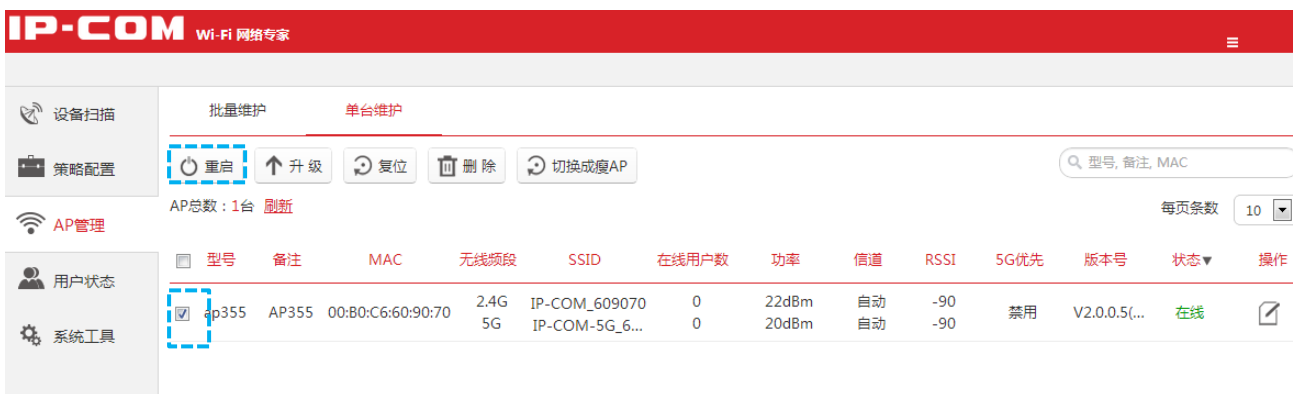 IP-COM Wi-Fi 网络专家
设备扫描
策略配置
AP管理
用户状态
系统工具
批量维护 单台维护
重启 升 级 复位 删 除 切换成瘦AP
型号, 备注, MAC
AP总数：1台 刷新
每页条数 10
型号 备注 MAC 无线频段 SSID 在线用户数 功率 信道 RSSI 5G优先 版本号 状态▼ 操作
ap355 AP355 00:B0:C6:60:90:70 2.4G IP-COM_609070 0 22dBm 自动 -90 禁用 V2.0.0.5(... 在线
5G IP-COM-5G_6... 0 20dBm 自动 -90